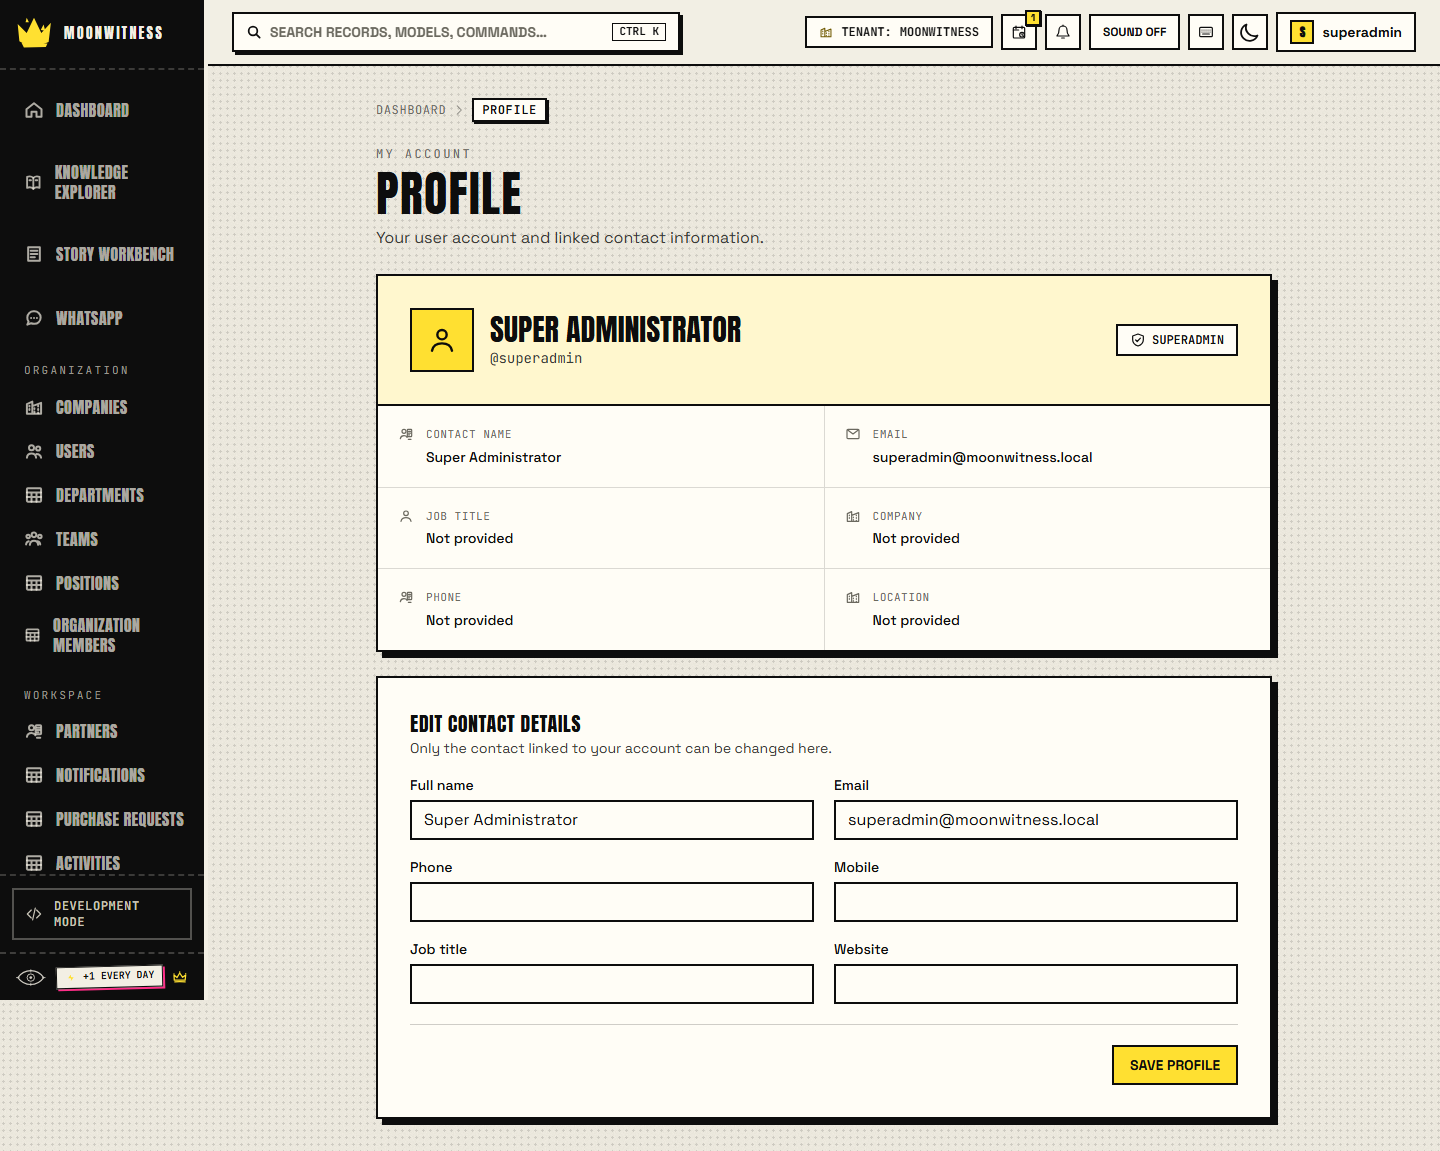 MOONWITNESS
SEARCH RECORDS, MODELS, COMMANDS...
CTRL K
TENANT: MOONWITNESS
1
SOUND OFF
$
superadmin
DASHBOARD
KNOWLEDGE
EXPLORER
STORY WORKBENCH
WHATSAPP
ORGANIZATION
COMPANIES
USERS
DEPARTMENTS
TEAMS
POSITIONS
ORGANIZATION
MEMBERS
WORKSPACE
PARTNERS
NOTIFICATIONS
PURCHASE REQUESTS
ACTIVITIES
DEVELOPMENT
MODE
+1 EVERY DAY
DASHBOARD
PROFILE
MY ACCOUNT
PROFILE
Your user account and linked contact information.
SUPER ADMINISTRATOR
@superadmin
SUPERADMIN
CONTACT NAME
Super Administrator
EMAIL
superadmin@moonwitness.local
JOB TITLE
Not provided
COMPANY
Not provided
PHONE
Not provided
LOCATION
Not provided
EDIT CONTACT DETAILS
Only the contact linked to your account can be changed here.
Full name
Super Administrator
Email
superadmin@moonwitness.local
Phone
Mobile
Job title
Website
SAVE PROFILE